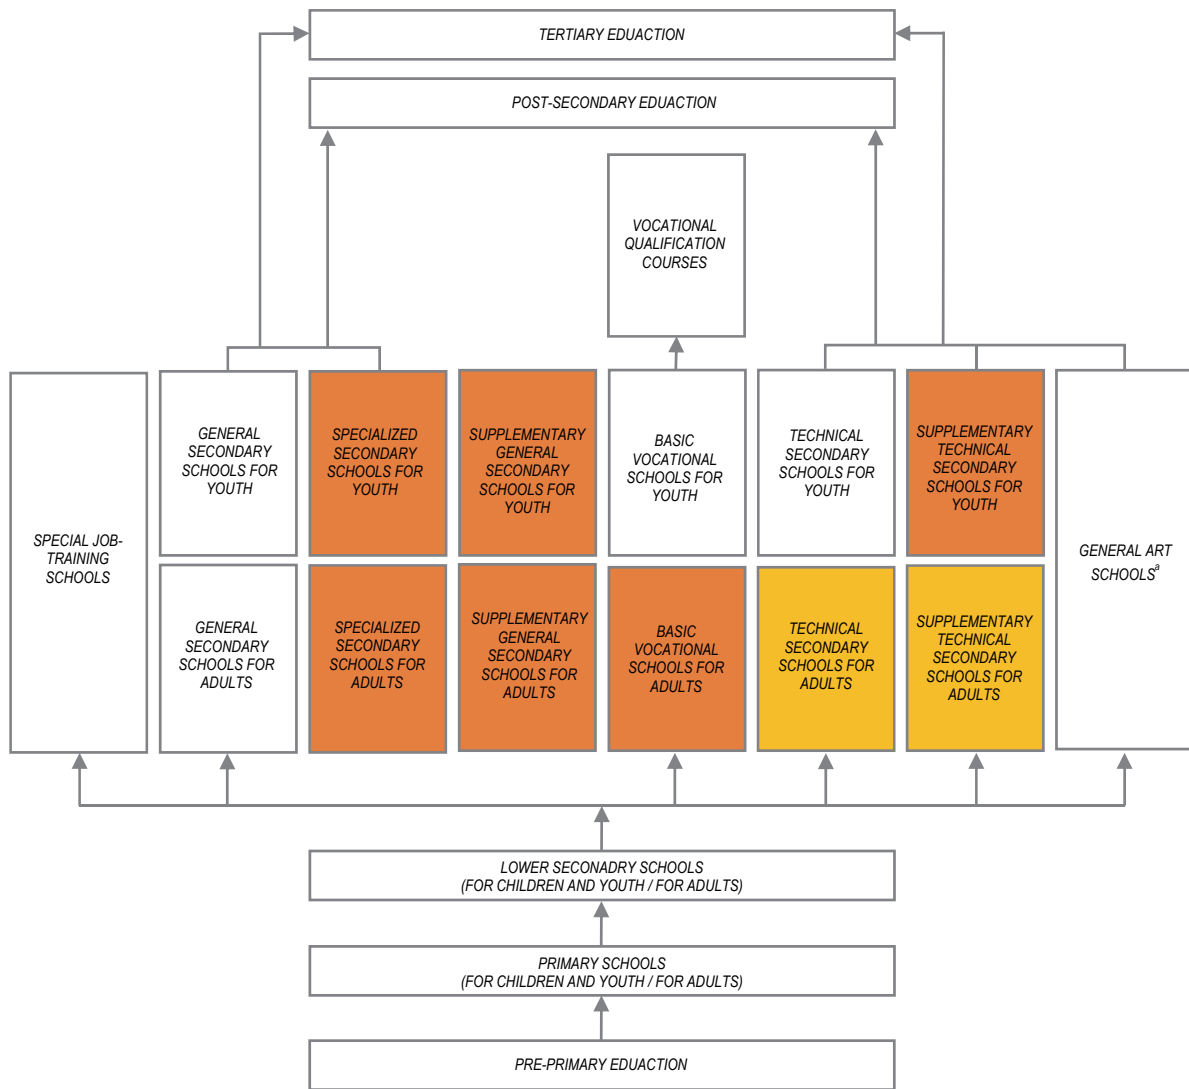 TERTIARY EDUACTION
POST-SECONDARY EDUACTION
VOCATIONAL
QUALIFICATION
COURSES
SPECIAL JOB-
TRAINING
SCHOOLS
GENERAL
SECONDARY
SCHOOLS FOR
YOUTH
SPECIALIZED
SECONDARY
SCHOOLS FOR
YOUTH
SUPPLEMENTARY
GENERAL
SECONDARY
SCHOOLS FOR
YOUTH
BASIC
VOCATIONAL
SCHOOLS FOR
YOUTH
TECHNICAL
SECONDARY
SCHOOLS FOR
YOUTH
SUPPLEMENTARY
TECHNICAL
SECONDARY
SCHOOLS FOR
YOUTH
GENERAL ART
SCHOOLSª
GENERAL
SECONDARY
SCHOOLS FOR
ADULTS
SPECIALIZED
SECONDARY
SCHOOLS FOR
ADULTS
SUPPLEMENTARY
GENERAL
SECONDARY
SCHOOLS FOR
ADULTS
BASIC
VOCATIONAL
SCHOOLS FOR
ADULTS
TECHNICAL
SECONDARY
SCHOOLS FOR
ADULTS
SUPPLEMENTARY
TECHNICAL
SECONDARY
SCHOOLS FOR
ADULTS
LOWER SECONADRY SCHOOLS
(FOR CHILDREN AND YOUTH / FOR ADULTS)
PRIMARY SCHOOLS
(FOR CHILDREN AND YOUTH / FOR ADULTS)
PRE-PRIMARY EDUACTION